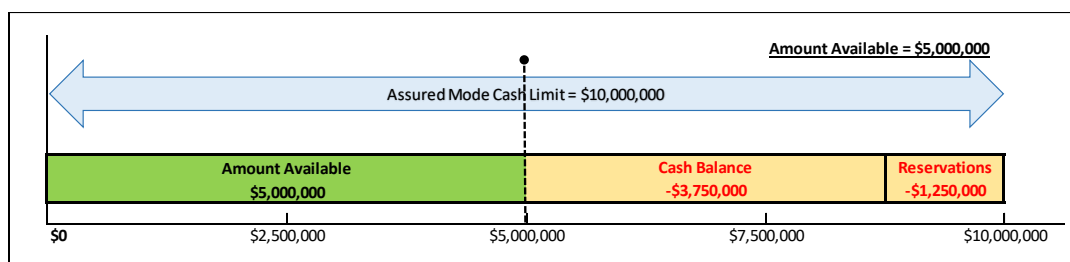 Amount Available = $5,000,000
Assured Mode Cash Limit = $10,000,000
Amount Available
$5,000,000
Cash Balance
-$3,750,000
Reservations
-$1,250,000
$0 $2,500,000 $5,000,000 $7,500,000 $10,000,000